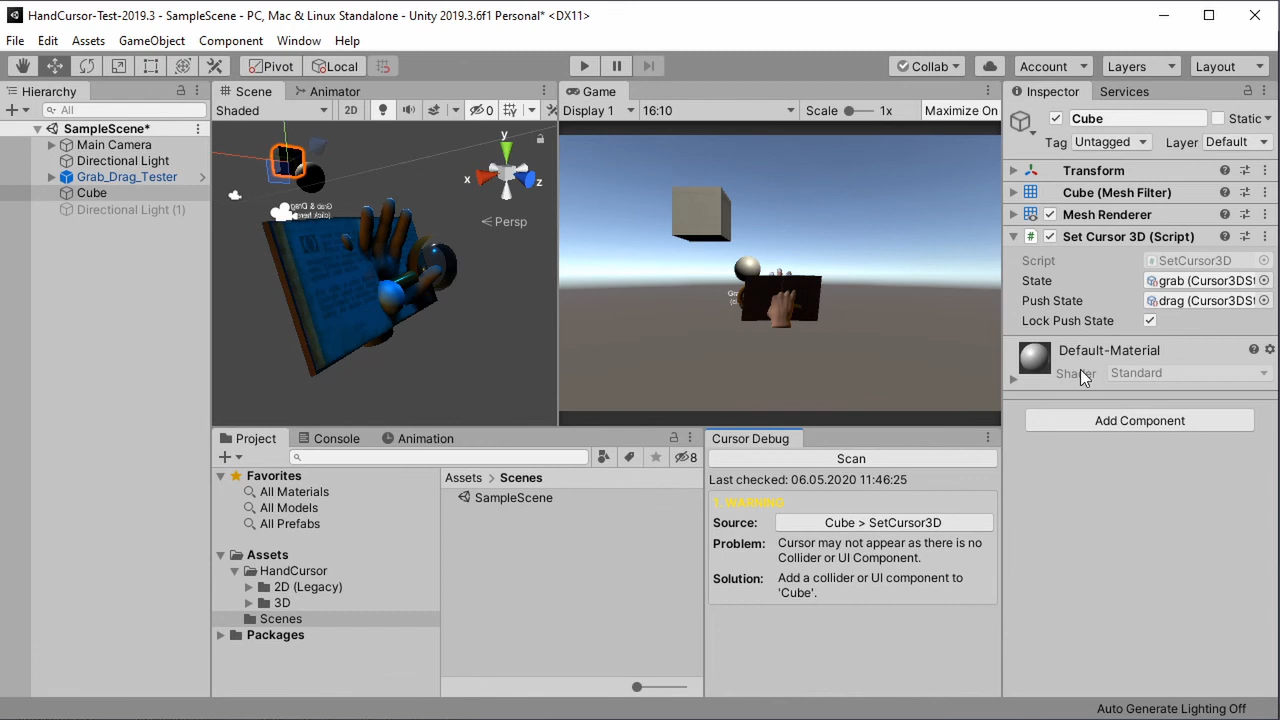 HandCursor-Test-2019.3 - SampleScene - PC, Mac & Linux Standalone - Unity 2019.3.6f1 Personal* <DX11>
File Edit Assets GameObject Component Window Help
Pivot Local Collab Account Layers Layout
Hierarchy
All
SampleScene*
Main Camera
Directional Light
Grab_Drag_Tester
Cube
Directional Light (1)
Scene Animator
Shaded 2D 0
y
x
z
Persp
Grab & Drag
Game
Display 1 16:10 Scale 1x Maximize On
Inspector Services
Cube Static
Tag Untagged Layer Default
Transform
Cube (Mesh Filter)
Mesh Renderer
Set Cursor 3D (Script)
Script SetCursor3D
State grab (Cursor3DSt
Push State drag (Cursor3DSt
Lock Push State
Default-Material
Shader Standard
Add Component
Project Console Animation
8
Favorites
All Materials
All Models
All Prefabs
Assets
HandCursor
2D (Legacy)
3D
Scenes
Packages
Assets > Scenes
SampleScene
Cursor Debug
Scan
Last checked: 06.05.2020 11:46:25
1. WARNING
Source: Cube > SetCursor3D
Problem: Cursor may not appear as there is no
Collider or UI Component.
Solution: Add a collider or UI component to
'Cube'.
Auto Generate Lighting Off